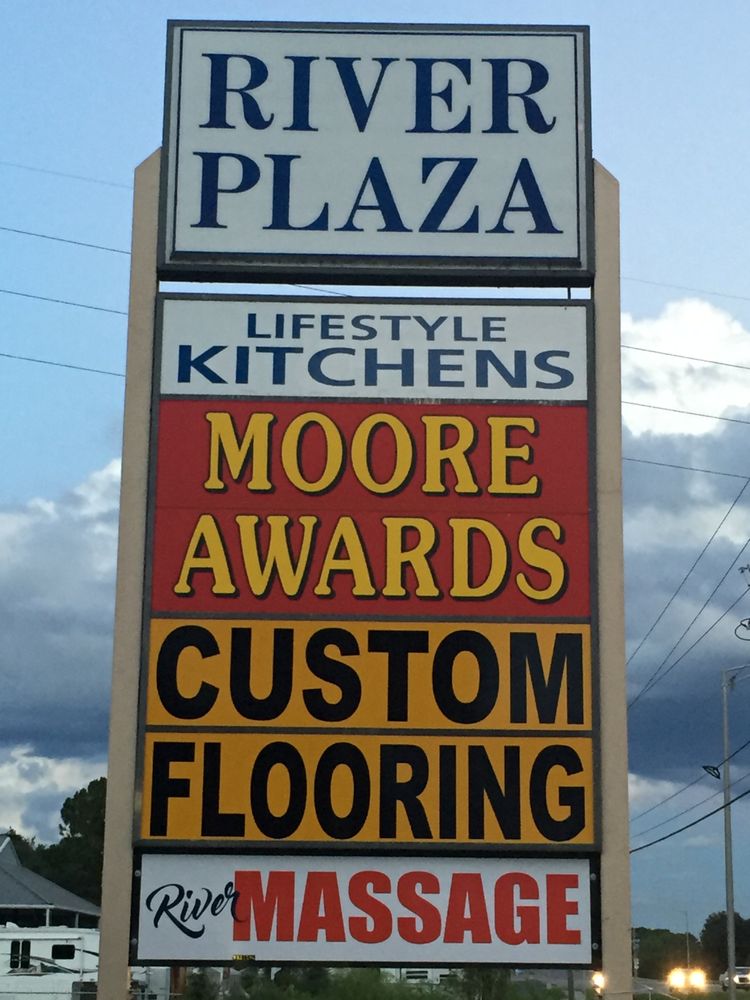 RIVER
PLAZA
LIFESTYLE
KITCHENS
MOORE
AWARDS
CUSTOM
FLOORING
River MASSAGE